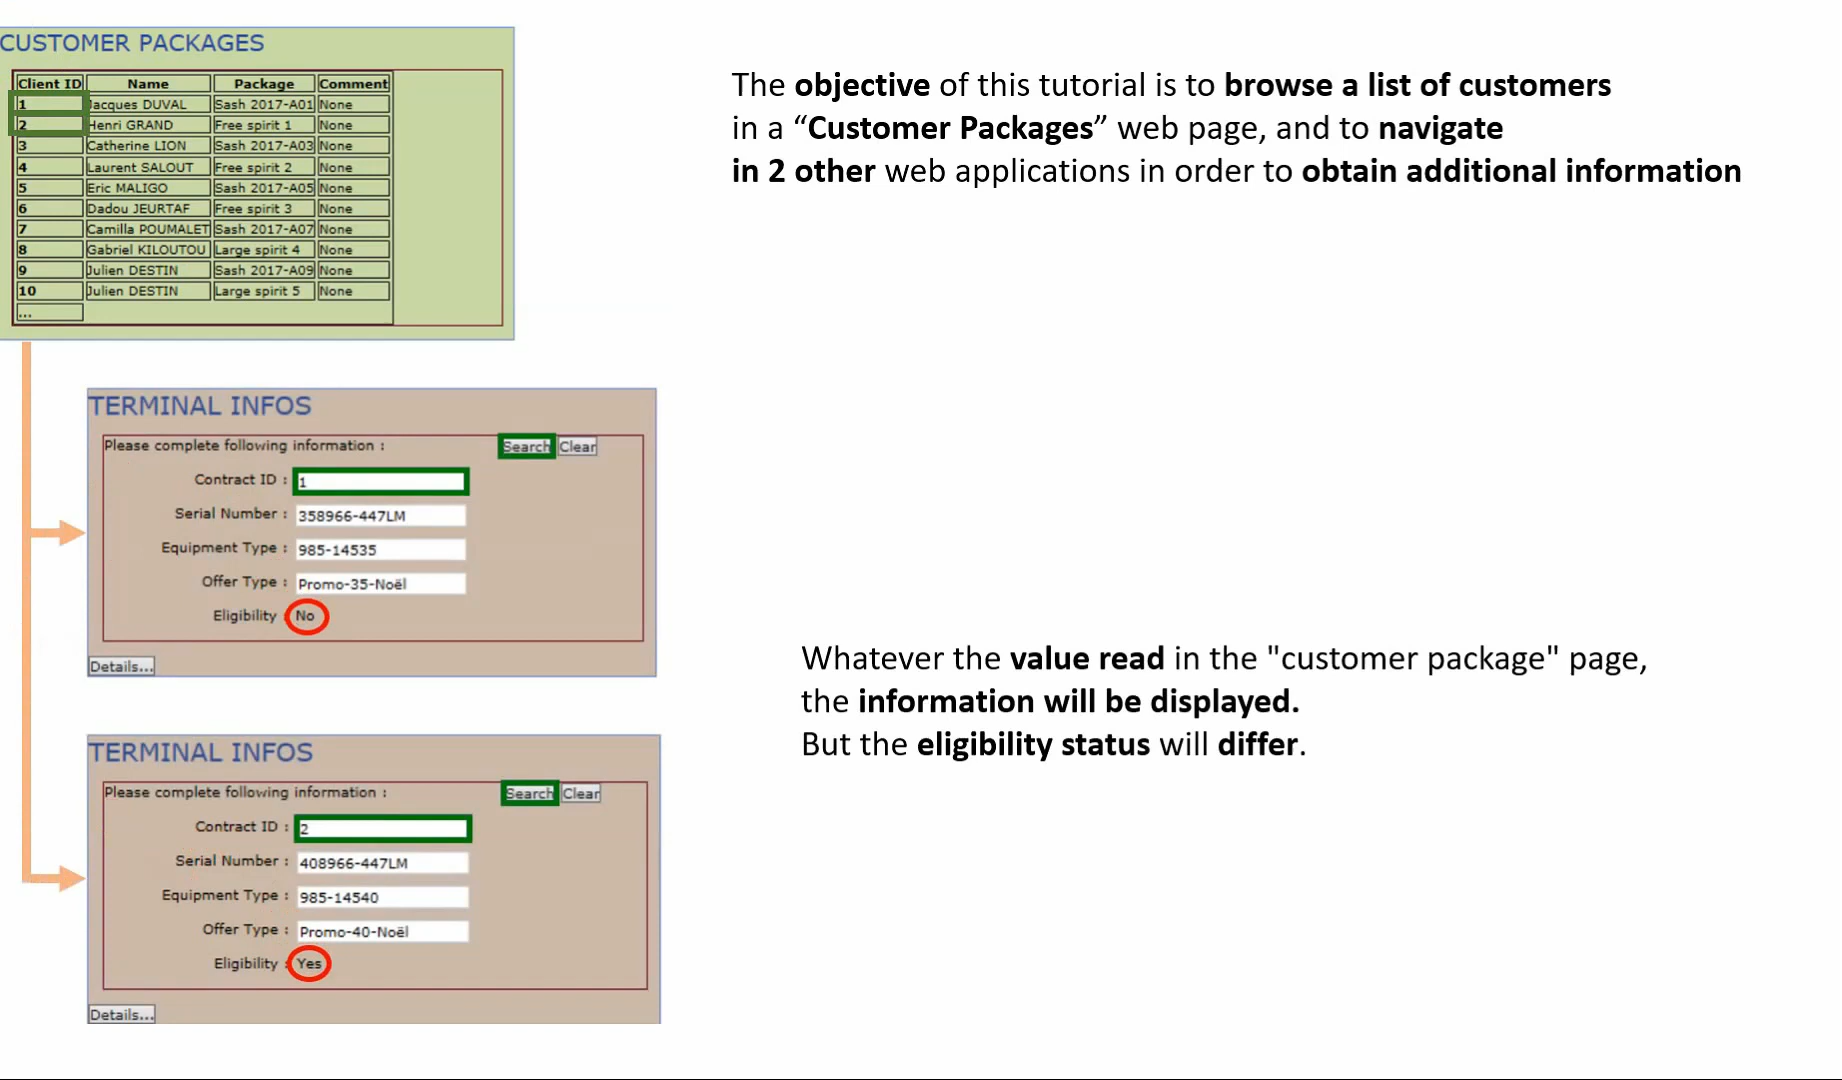 CUSTOMER PACKAGES
Client ID Name Package Comment
1 Jacques DUVAL Sash 2017-A01 None
2 Henri GRAND Free spirit 1 None
3 Catherine LION Sash 2017-A03 None
4 Laurent SALOUT Free spirit 2 None
5 Eric MALIGO Sash 2017-A05 None
6 Dadou JEURTAF Free spirit 3 None
7 Camilla POUMALET Sash 2017-A07 None
8 Gabriel KILOUTOU Large spirit 4 None
9 Julien DESTIN Sash 2017-A09 None
10 Julien DESTIN Large spirit 5 None
...
The objective of this tutorial is to browse a list of customers
in a “Customer Packages” web page, and to navigate
in 2 other web applications in order to obtain additional information
TERMINAL INFOS
Please complete following information : Search Clear
Contract ID : 1
Serial Number : 358966-447LM
Equipment Type : 985-14535
Offer Type : Promo-35-Noël
Eligibility : No
Details...
Whatever the value read in the "customer package" page,
the information will be displayed.
But the eligibility status will differ.
TERMINAL INFOS
Please complete following information : Search Clear
Contract ID : 2
Serial Number : 408966-447LM
Equipment Type : 985-14540
Offer Type : Promo-40-Noël
Eligibility : Yes
Details...